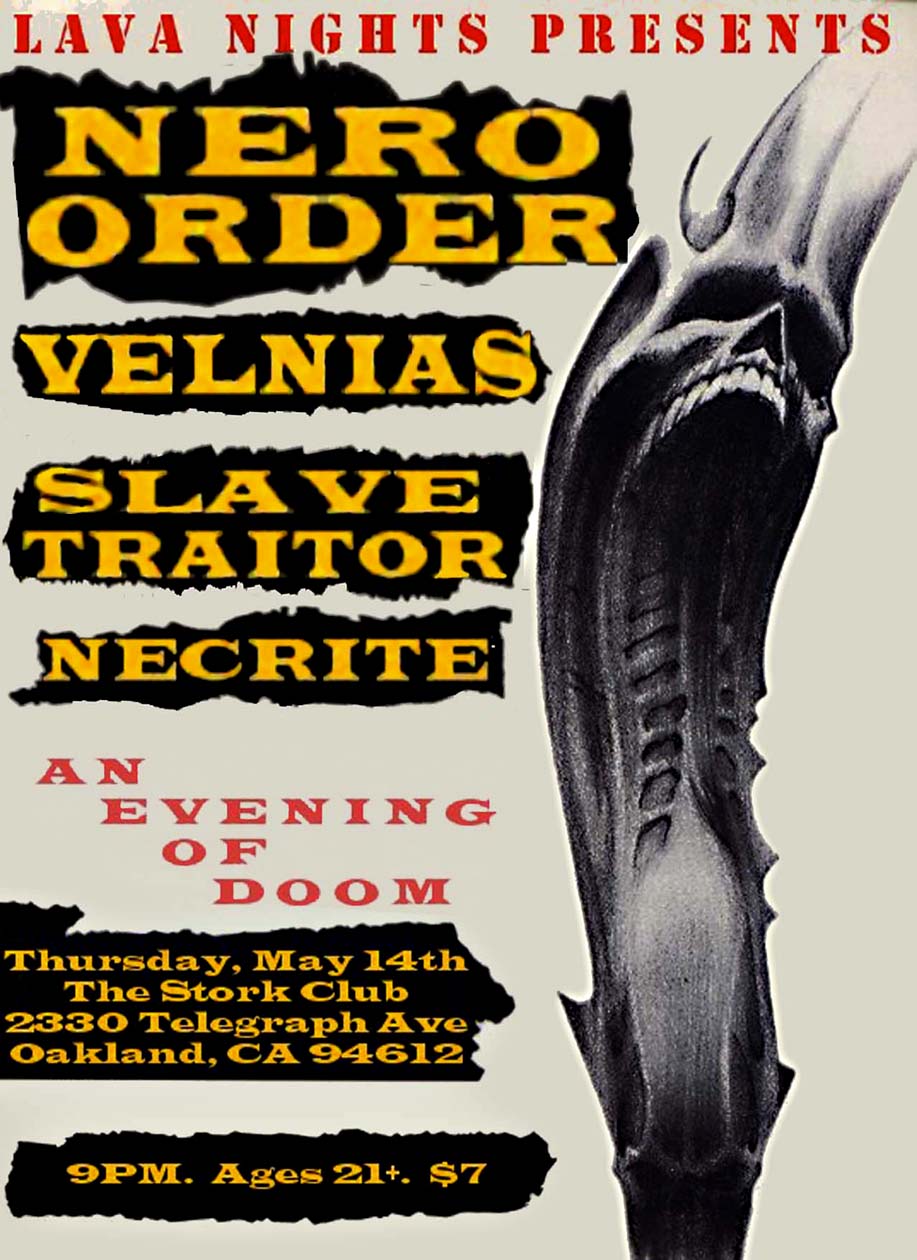 LAVA NIGHTS PRESENTS
NERO
ORDER
VELNIAS
SLAVE
TRAITOR
NECRITE
AN
EVENING
OF
DOOM
Thursday, May 14th
The Stork Club
2330 Telegraph Ave
Oakland, CA 94612
9PM. Ages 21+. $7